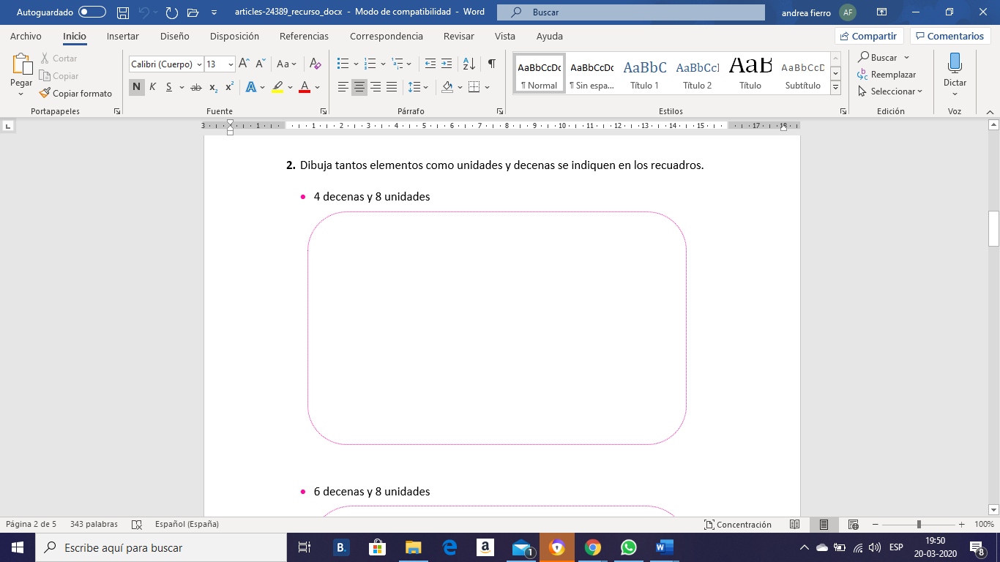 Autoguardado articles-24389_recurso_docx - Modo de compatibilidad - Word Buscar andrea fierro AF
Archivo Inicio Insertar Diseño Disposición Referencias Correspondencia Revisar Vista Ayuda Compartir Comentarios
Pegar Cortar Copiar Copiar formato
Calibri (Cuerpo) 13 A A Aa A
N K S ab x2 x2 A A
AaBbCcDc AaBbCcDc AaBbC AaBbCcI AaB AaBbCcD
¶ Normal ¶ Sin espa... Título 1 Título 2 Título Subtítulo
Buscar Reemplazar Seleccionar Dictar
Portapapeles Fuente Párrafo Estilos Edición Voz
3 1 1 2 3 4 5 6 7 8 9 10 11 12 13 14 15 17 18
2. Dibuja tantos elementos como unidades y decenas se indiquen en los recuadros.
• 4 decenas y 8 unidades
• 6 decenas y 8 unidades
Página 2 de 5 343 palabras Español (España) Concentración 100%
Escribe aquí para buscar B. a 1 ESP 19:50
20-03-2020 8